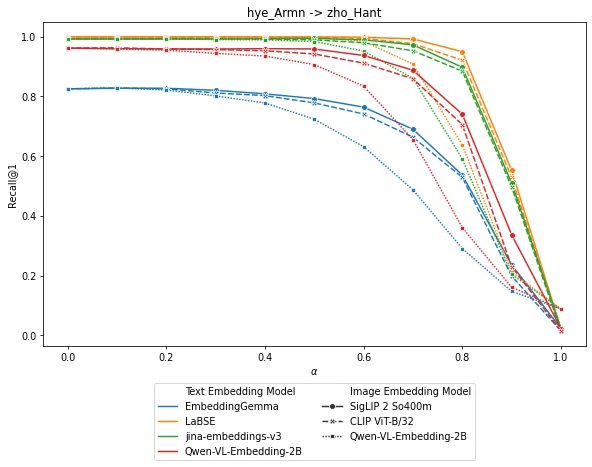 hye_Armn -> zho_Hant
1.0
0.8
0.6
0.4
0.2
0.0
Recall@1
0.0 0.2 0.4 0.6 0.8 1.0
α
Text Embedding Model
EmbeddingGemma
LaBSE
jina-embeddings-v3
Qwen-VL-Embedding-2B
Image Embedding Model
SigLIP 2 So400m
CLIP ViT-B/32
Qwen-VL-Embedding-2B